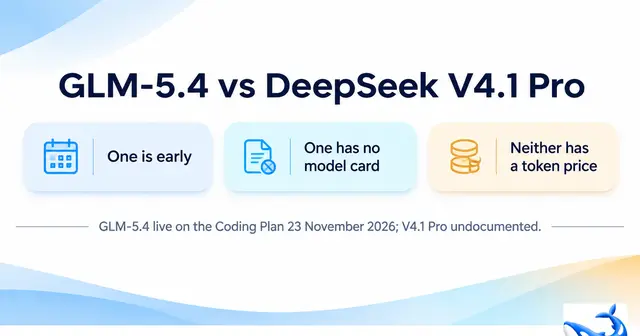 GLM-5.4 vs DeepSeek V4.1 Pro
One is early
One has no
model card
Neither has
a token price
GLM-5.4 live on the Coding Plan 23 November 2026; V4.1 Pro undocumented.